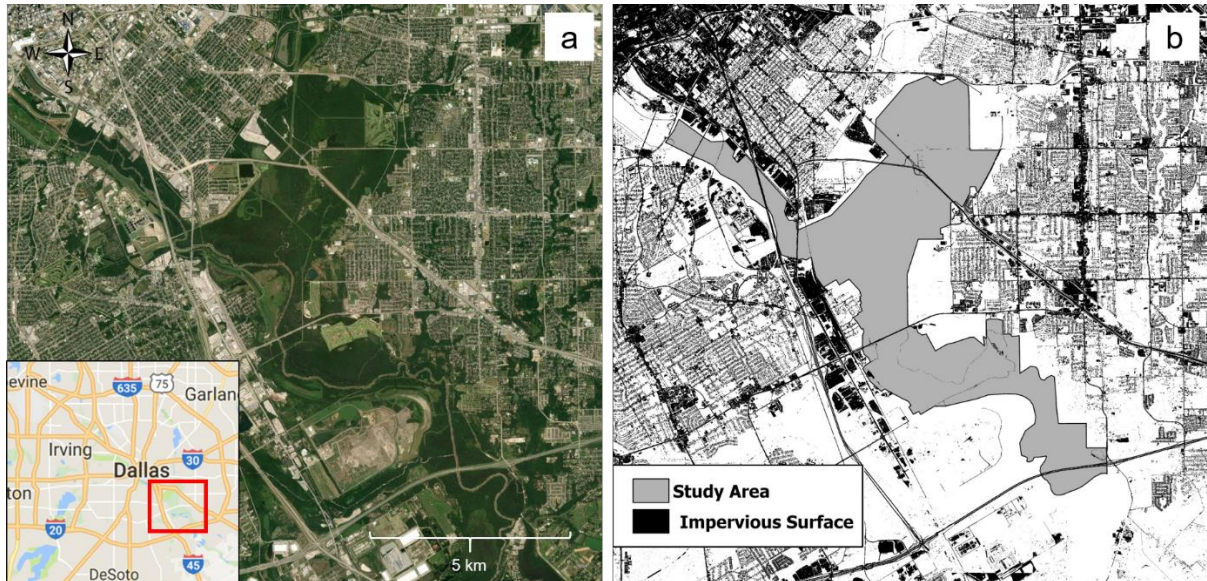 N
W E
S
a
b
evine
635
75
Garlan
Irving
30
Dallas
ton
20
DeSoto
45
5 km
Study Area
Impervious Surface